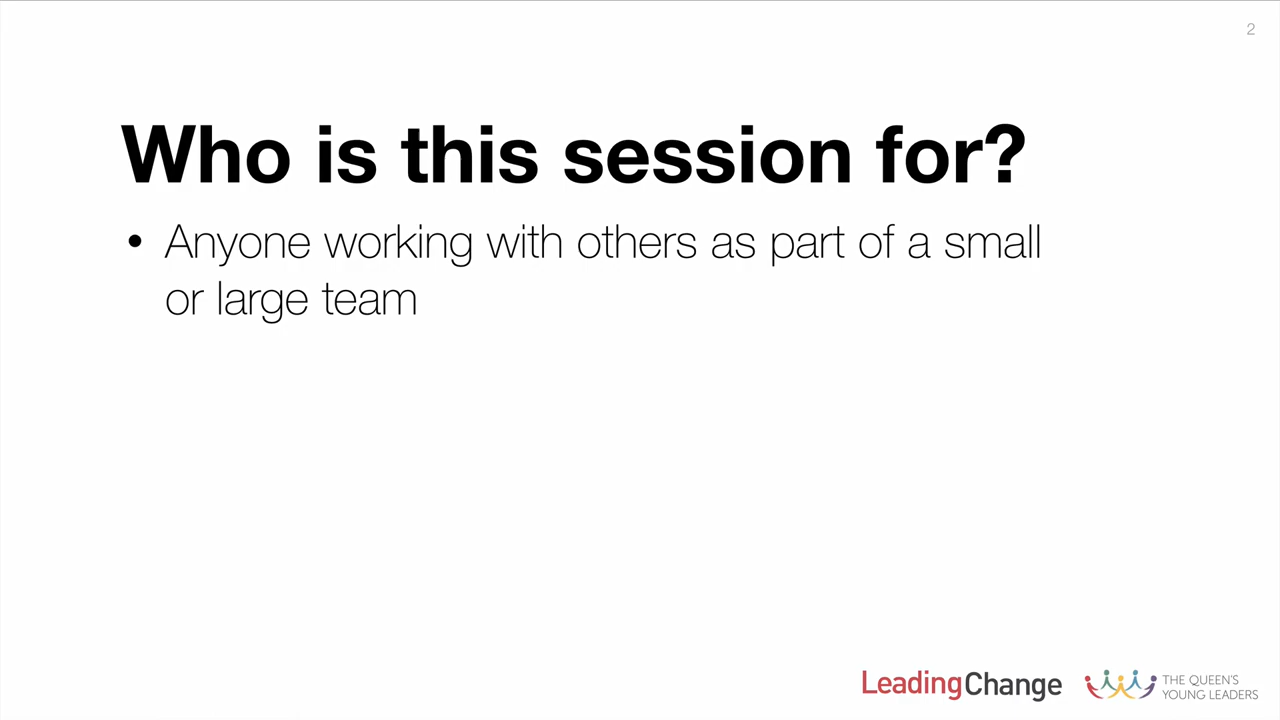 2
Who is this session for?
• Anyone working with others as part of a small
or large team
LeadingChange
THE QUEEN'S
YOUNG LEADERS